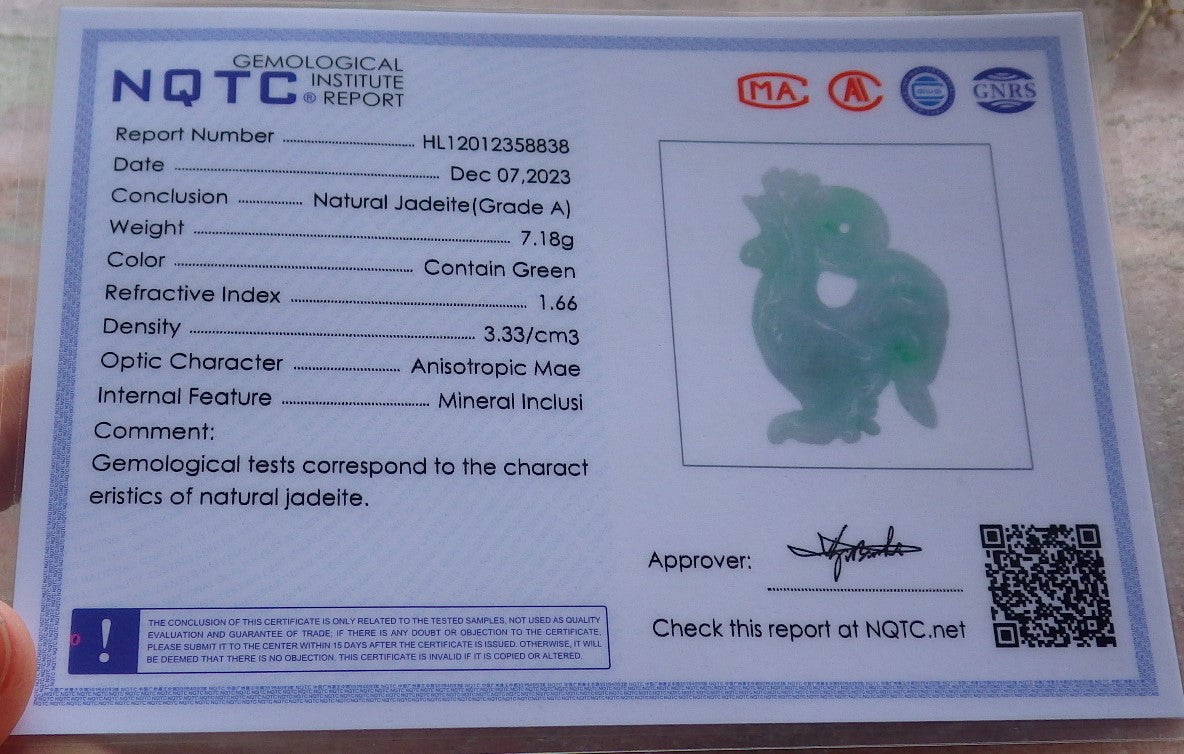 NQTC® GEMOLOGICAL INSTITUTE REPORT
MA
GNRS
Report Number HL12012358838
Date Dec 07,2023
Conclusion Natural Jadeite(Grade A)
Weight 7.18g
Color Contain Green
Refractive Index 1.66
Density 3.33/cm3
Optic Character Anisotropic Mae
Internal Feature Mineral Inclusi
Comment:
Gemological tests correspond to the charact
eristics of natural jadeite.
Approver:
Check this report at NQTC.net
!
THE CONCLUSION OF THIS CERTIFICATE IS ONLY RELATED TO THE TESTED SAMPLES, NOT USED AS QUALITY
EVALUATION AND GUARANTEE OF TRADE; IF THERE IS ANY DOUBT OR OBJECTION TO THE CERTIFICATE,
PLEASE SUBMIT IT TO THE CENTER WITHIN 15 DAYS AFTER THE CERTIFICATE IS ISSUED. OTHERWISE, IT WILL
BE DEEMED THAT THERE IS NO OBJECTION. THIS CERTIFICATE IS INVALID IF IT IS COPIED OR ALTERED.